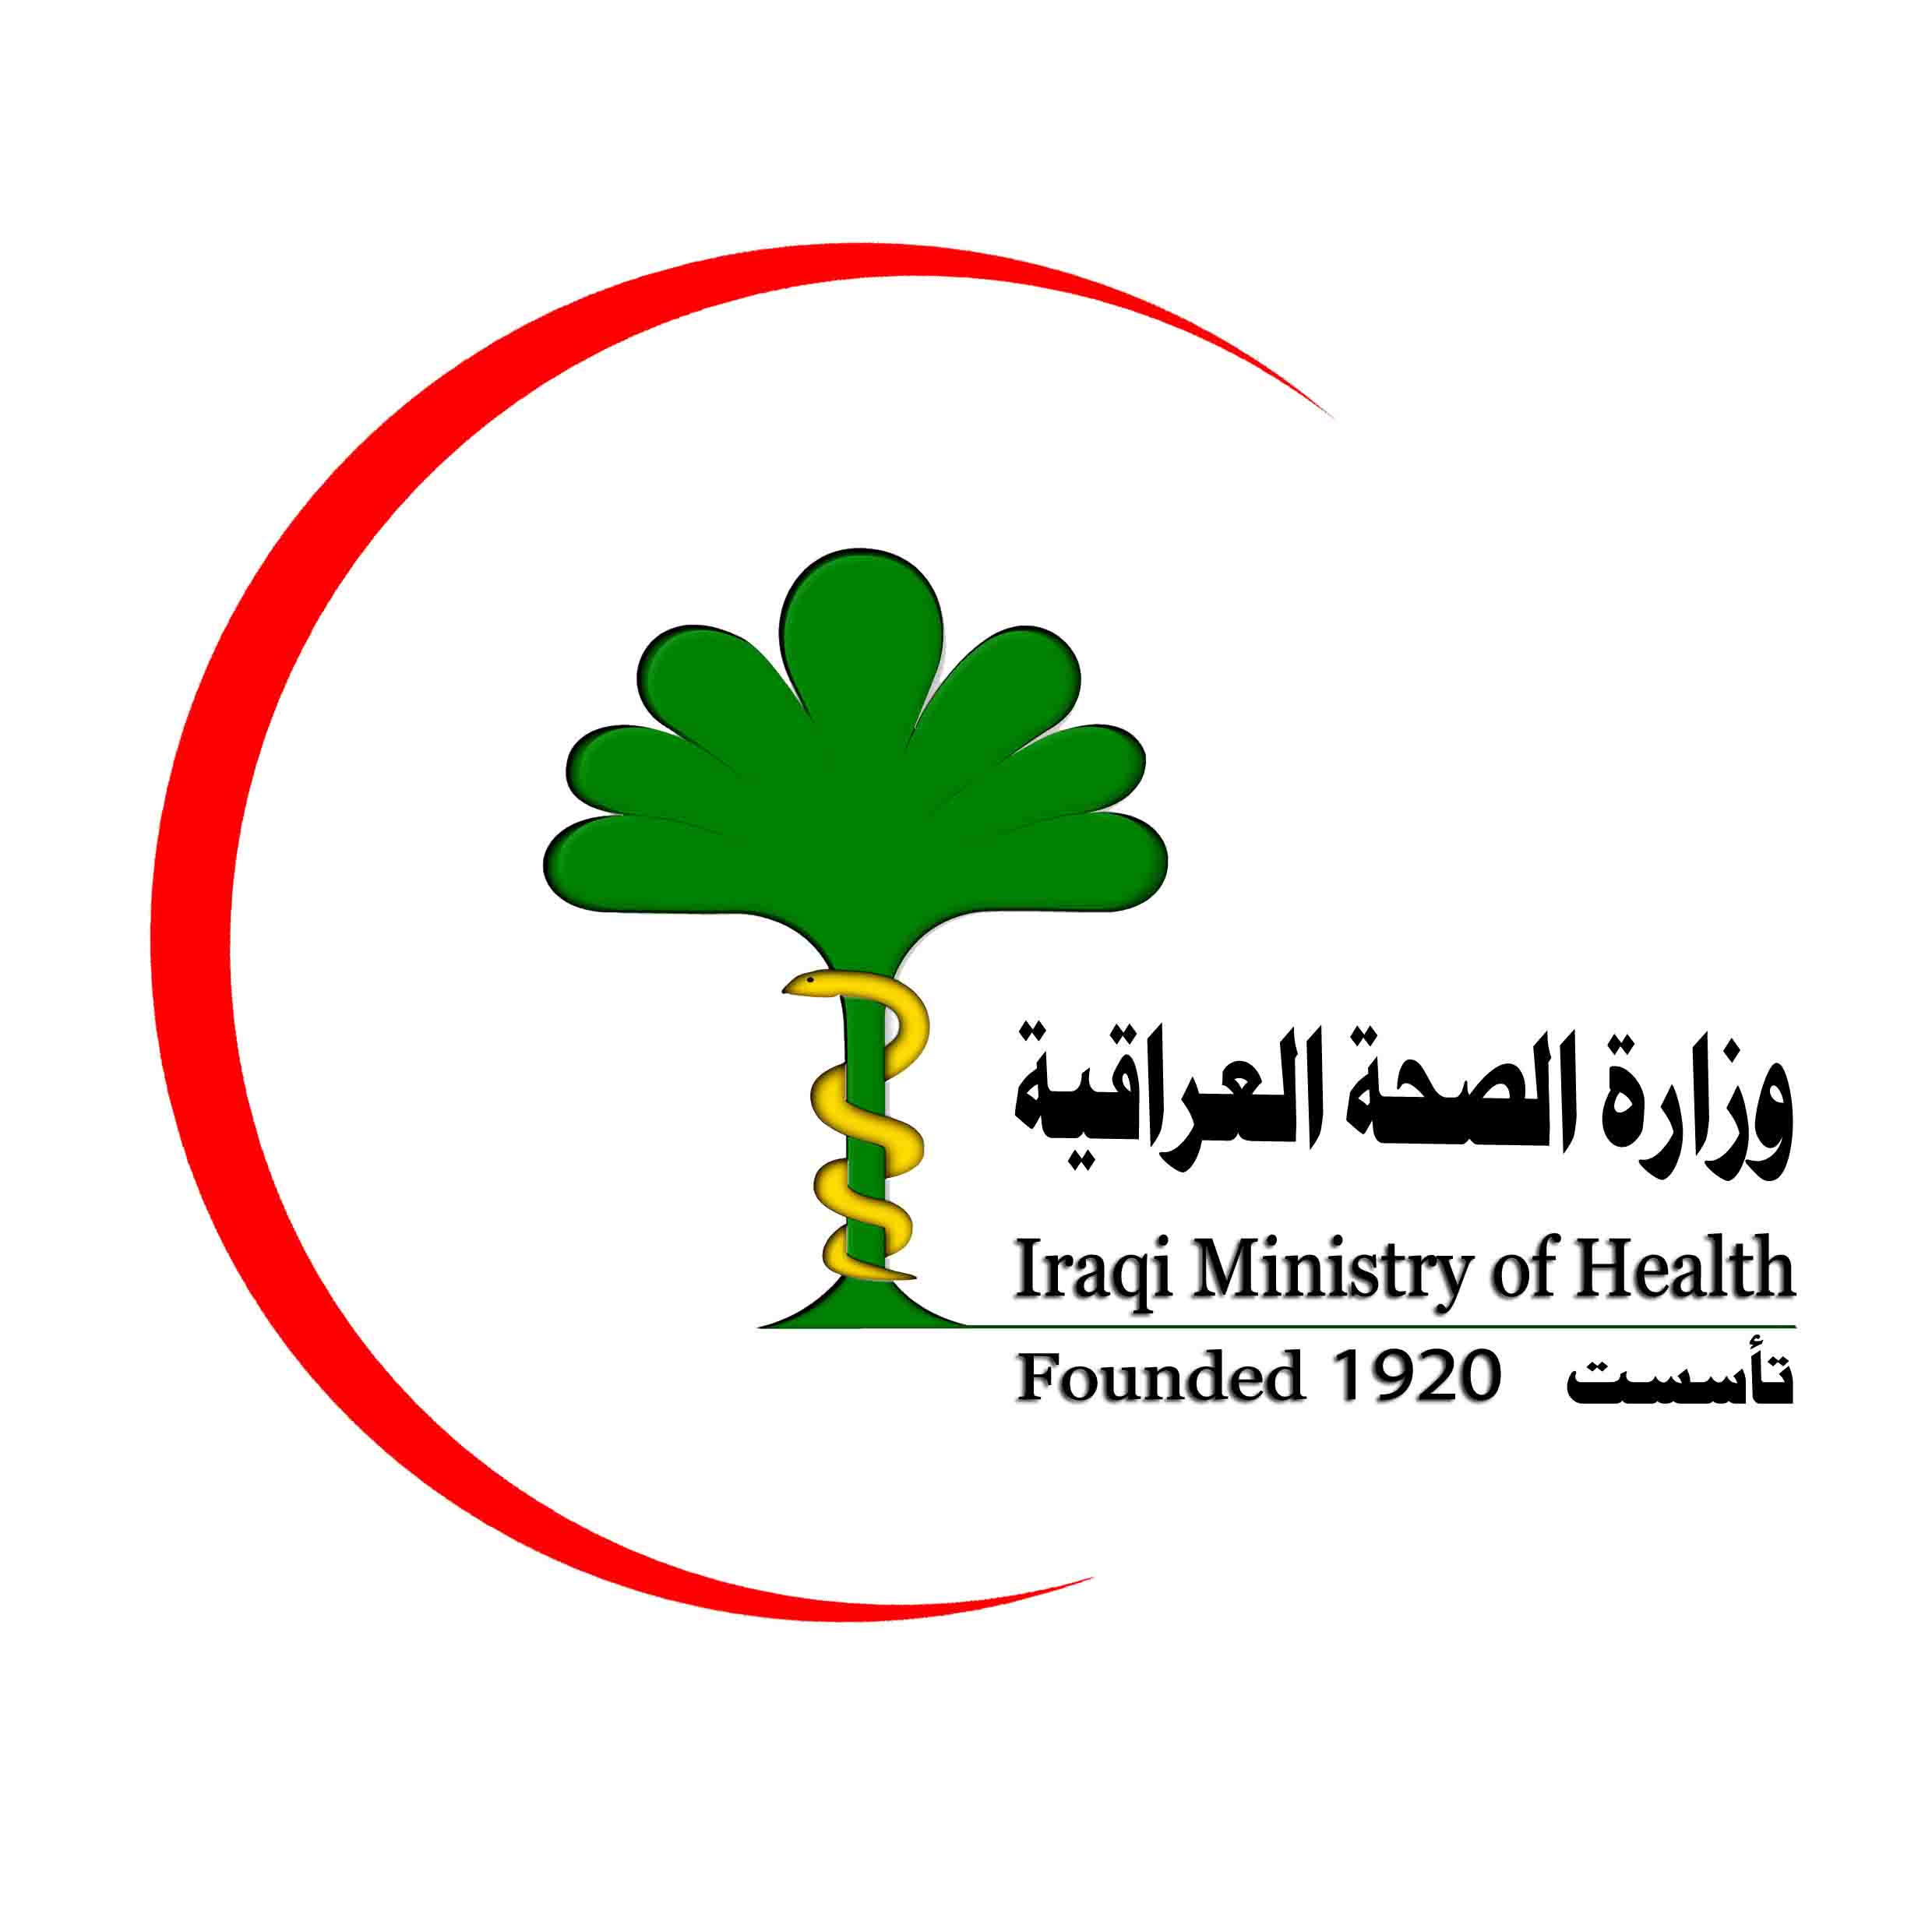 وزارة الصحة العراقية
Iraqi Ministry of Health
Founded 1920 تأسست